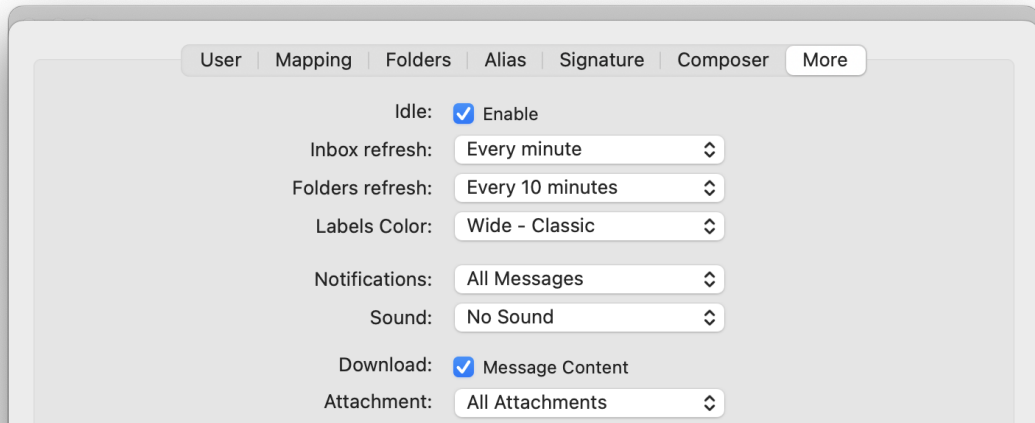 User Mapping Folders Alias Signature Composer More
Idle: Enable
Inbox refresh: Every minute
Folders refresh: Every 10 minutes
Labels Color: Wide - Classic
Notifications: All Messages
Sound: No Sound
Download: Message Content
Attachment: All Attachments